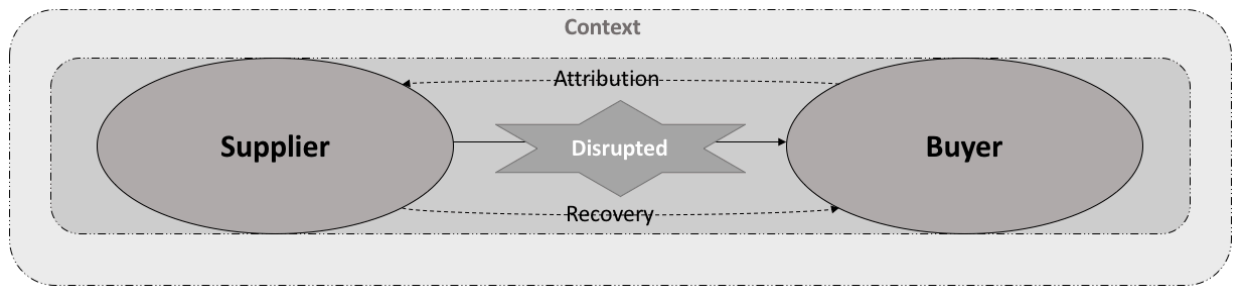 Context
Attribution
Supplier
Disrupted
Buyer
Recovery